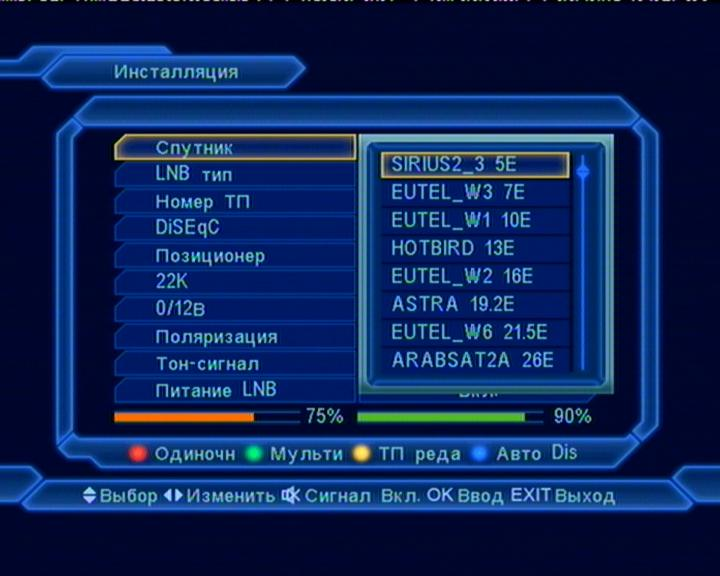 Инсталляция
Спутник
LNB тип
Номер ТП
DiSEqC
Позиционер
22K
0/12В
Поляризация
Тон-сигнал
Питание LNB
SIRIUS2_3 5E
EUTEL_W3 7E
EUTEL_W1 10E
HOTBIRD 13E
EUTEL_W2 16E
ASTRA 19.2E
EUTEL_W6 21.5E
ARABSAT2A 26E
75% 90%
Одиночн Мульти ТП реда Авто Dis
Выбор Изменить Сигнал Вкл. OK Ввод EXIT Выход